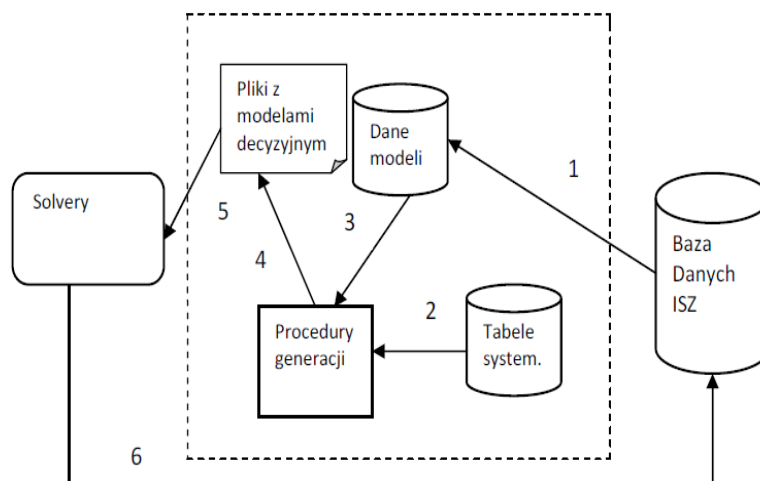 Pliki z
modelami
decyzyjnym
Dane
modeli
1
Solvery
5
3
Baza
Danych
ISZ
4
2
Procedury
generacji
Tabele
system.
6